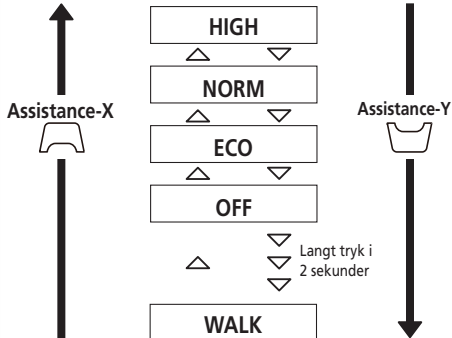 HIGH
NORM
Assistance-X
Assistance-Y
ECO
OFF
Langt tryk i
2 sekunder
WALK